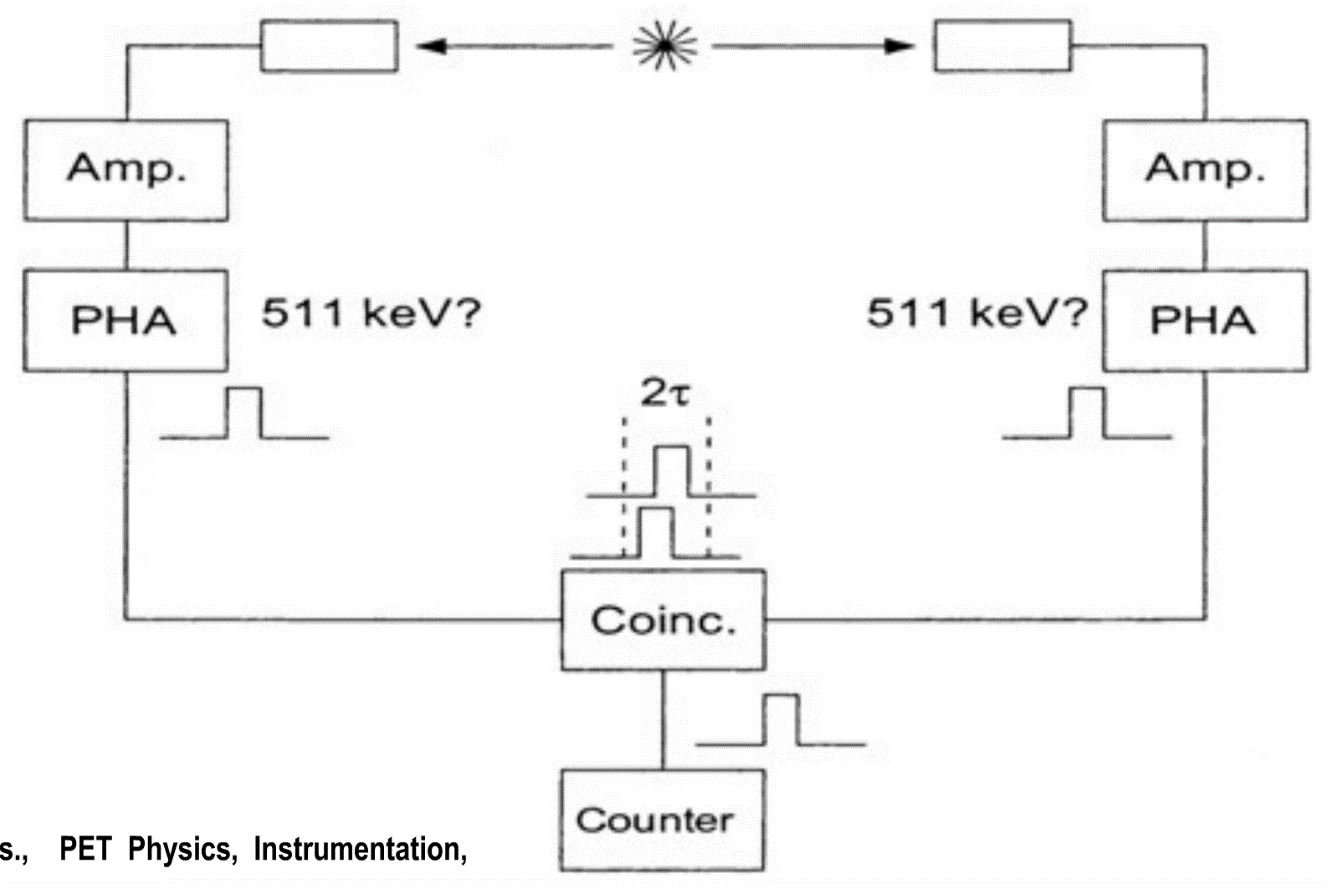 Amp.
Amp.
PHA
511 keV?
511 keV?
PHA
2τ
Coinc.
Counter
s., PET Physics, Instrumentation,